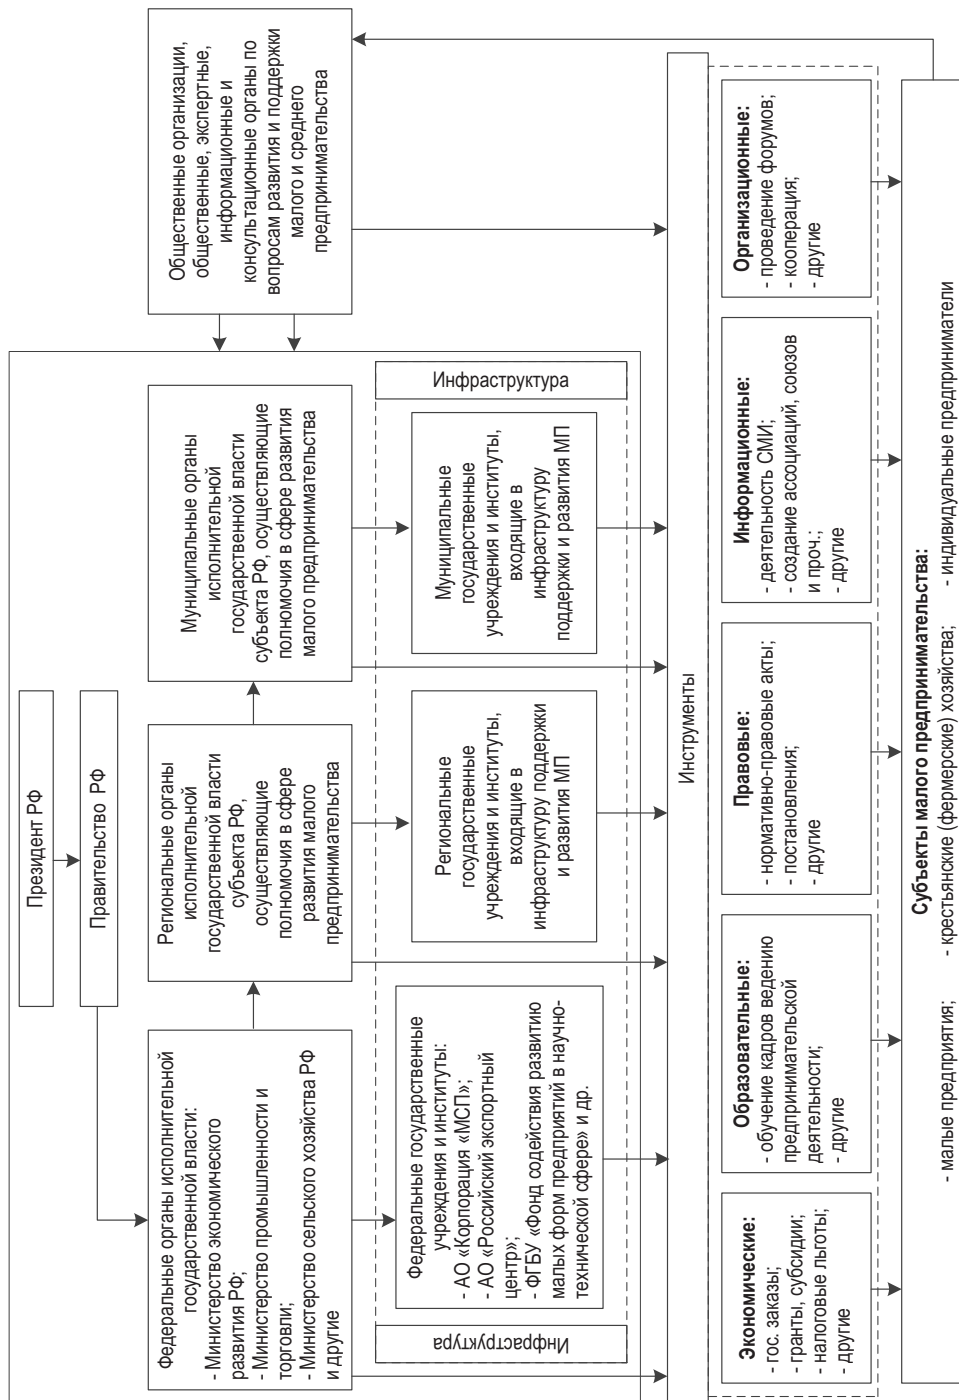 Президент РФ
Правительство РФ
Федеральные органы исполнительной
государственной власти:
- Министерство экономического
развития РФ;
- Министерство промышленности и
торговли;
- Министерство сельского хозяйства РФ
и другие
Региональные органы
исполнительной
государственной власти
субъекта РФ,
осуществляющие
полномочия в сфере
развития малого
предпринимательства
Муниципальные органы
исполнительной
государственной власти
субъекта РФ, осуществляющие
полномочия в сфере развития
малого предпринимательства
Общественные организации,
общественные, экспертные,
информационные и
консультационные органы по
вопросам развития и поддержки
малого и среднего
предпринимательства
Инфраструктура
Федеральные государственные
учреждения и институты:
- АО «Корпорация «МСП»;
- АО «Российский экспортный
центр»;
- ФГБУ «Фонд содействия развитию
малых форм предприятий в научно-
технической сфере» и др.
Региональные
государственные
учреждения и институты,
входящие в
инфраструктуру поддержки
и развития МП
Муниципальные
государственные
учреждения и институты,
входящие в
инфраструктуру
поддержки и развития МП
Инфраструктура
Инструменты
Экономические:
- гос. заказы;
- гранты, субсидии;
- налоговые льготы;
- другие
Образовательные:
- обучение кадров ведению
предпринимательской
деятельности;
- другие
Правовые:
- нормативно-правовые акты;
- постановления;
- другие
Информационные:
- деятельность СМИ;
- создание ассоциаций, союзов
и проч.;
- другие
Организационные:
- проведение форумов;
- кооперация;
- другие
Субъекты малого предпринимательства:
- малые предприятия; - крестьянские (фермерские) хозяйства; - индивидуальные предприниматели